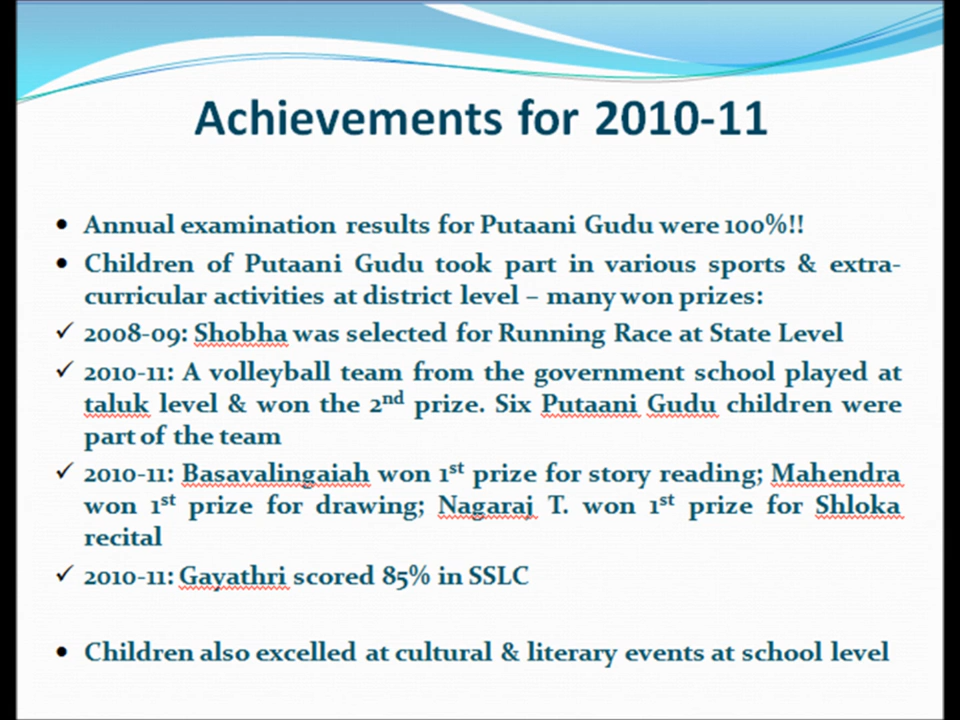 Achievements for 2010-11
• Annual examination results for Putaani Gudu were 100%!!
• Children of Putaani Gudu took part in various sports & extra-
curricular activities at district level – many won prizes:
✓ 2008-09: Shobha was selected for Running Race at State Level
✓ 2010-11: A volleyball team from the government school played at
taluk level & won the 2nd prize. Six Putaani Gudu children were
part of the team
✓ 2010-11: Basavalingaiah won 1st prize for story reading; Mahendra
won 1st prize for drawing; Nagaraj T. won 1st prize for Shloka
recital
✓ 2010-11: Gayathri scored 85% in SSLC
• Children also excelled at cultural & literary events at school level